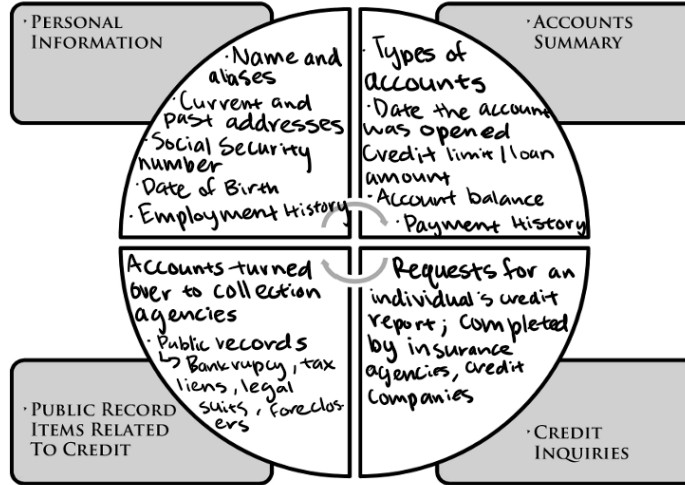 · PERSONAL
INFORMATION
· Name and
aliases
· Current and
past addresses
· Social Security
number
· Date of Birth
· Employment History
· ACCOUNTS
SUMMARY
· Types of
accounts
· Date the account
was opened
Credit limit/loan
amount
· Account balance
· Payment History
Accounts turned
over to collection
agencies
· Public records
↳ Bankrupcy, tax
liens, legal
suits, foreclos-
ers
· PUBLIC RECORD
ITEMS RELATED
TO CREDIT
· Requests for an
individual's credit
report; completed
by insurance
agencies, credit
companies
· CREDIT
INQUIRIES